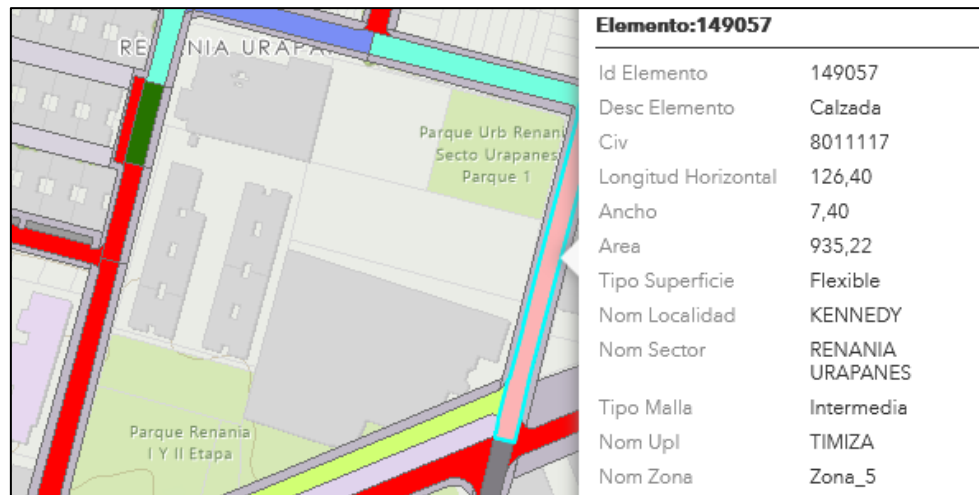 RENANIA URAPA
Parque Urb Renani
Secto Urapanes
Parque 1
Parque Renania
I Y II Etapa
Elemento:149057
Id Elemento 149057
Desc Elemento Calzada
Civ 8011117
Longitud Horizontal 126,40
Ancho 7,40
Area 935,22
Tipo Superficie Flexible
Nom Localidad KENNEDY
Nom Sector RENANIA
URAPANES
Tipo Malla Intermedia
Nom Upl TIMIZA
Nom Zona Zona_5